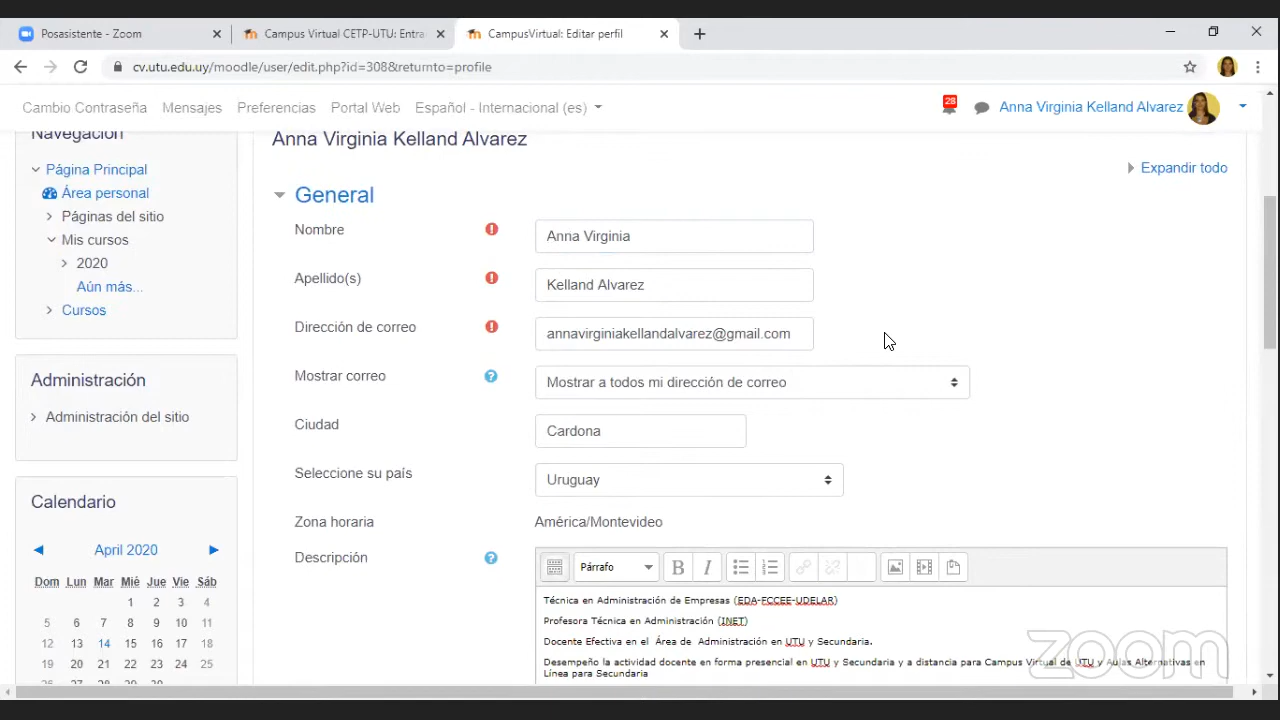 Posasistente - Zoom
Campus Virtual CETP-UTU: Entra
CampusVirtual: Editar perfil
cv.utu.edu.uy/moodle/user/edit.php?id=308&returnto=profile
Cambio Contraseña Mensajes Preferencias Portal Web Español - Internacional (es) 28 Anna Virginia Kelland Alvarez
Navegación
Página Principal
Área personal
Páginas del sitio
Mis cursos
2020
Aún más...
Cursos
Administración
Administración del sitio
Calendario
April 2020
Dom Lun Mar Mié Jue Vie Sáb
1 2 3 4
5 6 7 8 9 10 11
12 13 14 15 16 17 18
19 20 21 22 23 24 25
26 27 28 29 30
Anna Virginia Kelland Alvarez
Expandir todo
General
Nombre
Anna Virginia
Apellido(s)
Kelland Alvarez
Dirección de correo
annavirginiakellandalvarez@gmail.com
Mostrar correo
Mostrar a todos mi dirección de correo
Ciudad
Cardona
Seleccione su país
Uruguay
Zona horaria
América/Montevideo
Descripción
Párrafo B I
Técnica en Administración de Empresas (EDA-FCCEE-UDELAR)
Profesora Técnica en Administración (INET)
Docente Efectiva en el Área de Administración en UTU y Secundaria.
Desempeño la actividad docente en forma presencial en UTU y Secundaria y a distancia para Campus Virtual de UTU y Aulas Alternativas en
Línea para Secundaria
zoom